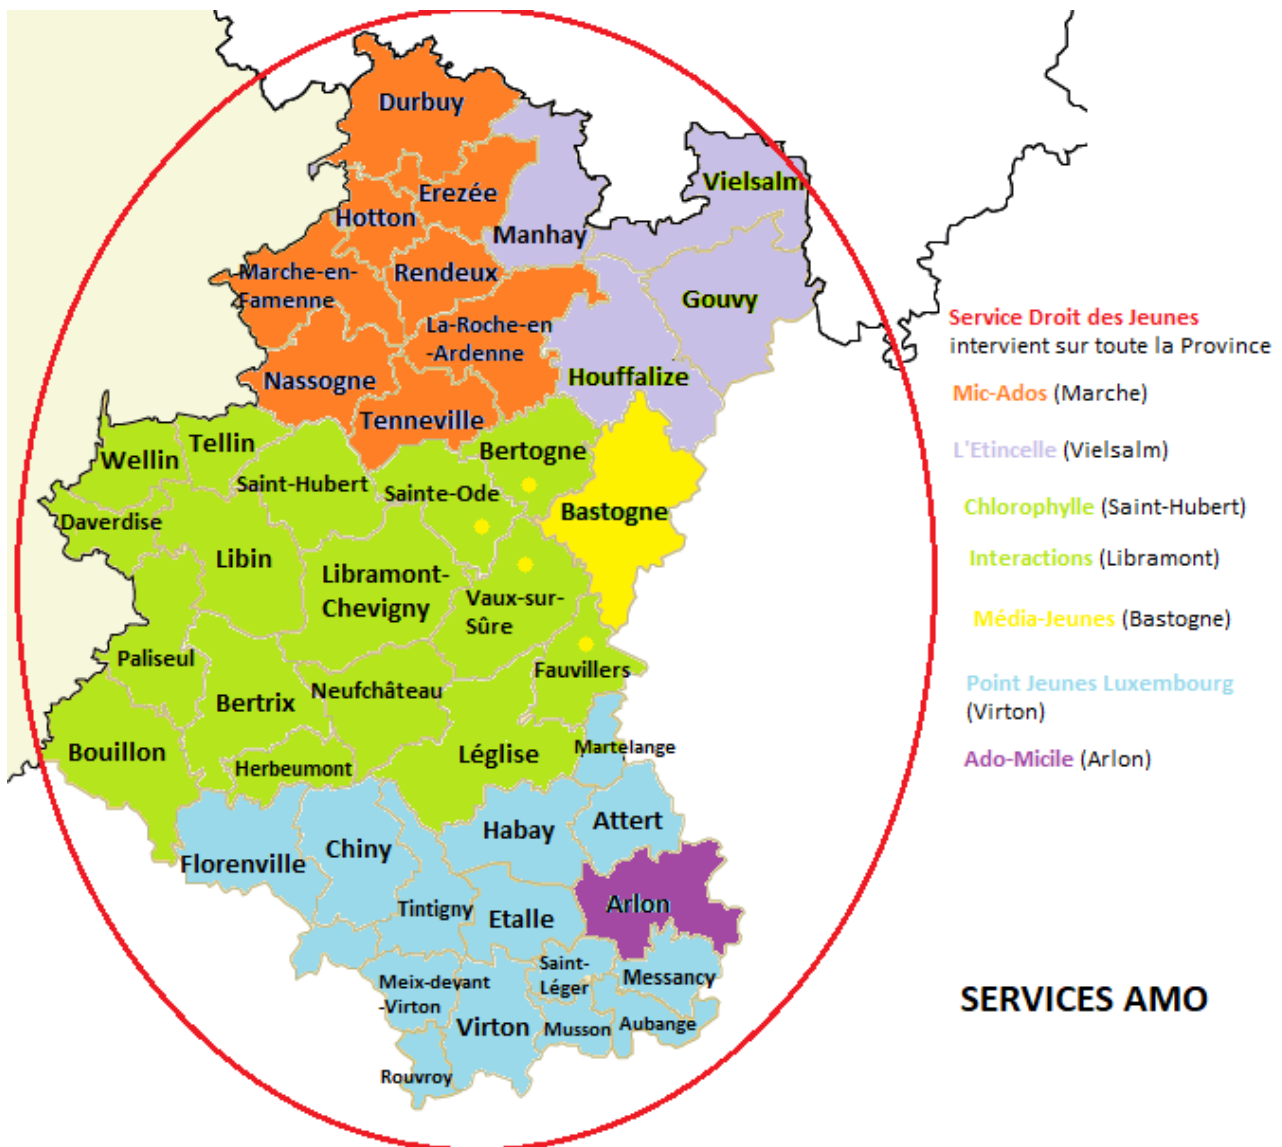 Durbuy
Vielsalm
Erezée
Hotton
Manhay
Marche-en-
Famenne
Rendeux
Gouvy
La-Roche-en
-Ardenne
Nassogne
Houffalize
Tenneville
Tellin
Wellin
Bertogne
Saint-Hubert
Sainte-Ode
Bastogne
Daverdise
Libin
Libramont-
Chevigny
Vaux-sur-
Sûre
Paliseul
Fauvillers
Neufchâteau
Bertrix
Bouillon
Herbeumont
Léglise
Martelange
Attert
Habay
Chiny
Florenville
Arlon
Tintigny
Etalle
Saint-
Léger
Messancy
Meix-devant
-Virton
Virton
Musson
Aubange
Rouvroy
Service Droit des Jeunes
intervient sur toute la Province
Mic-Ados (Marche)
L'Etincelle (Vielsalm)
Chlorophylle (Saint-Hubert)
Interactions (Libramont)
Média-Jeunes (Bastogne)
Point Jeunes Luxembourg
(Virton)
Ado-Micile (Arlon)
SERVICES AMO